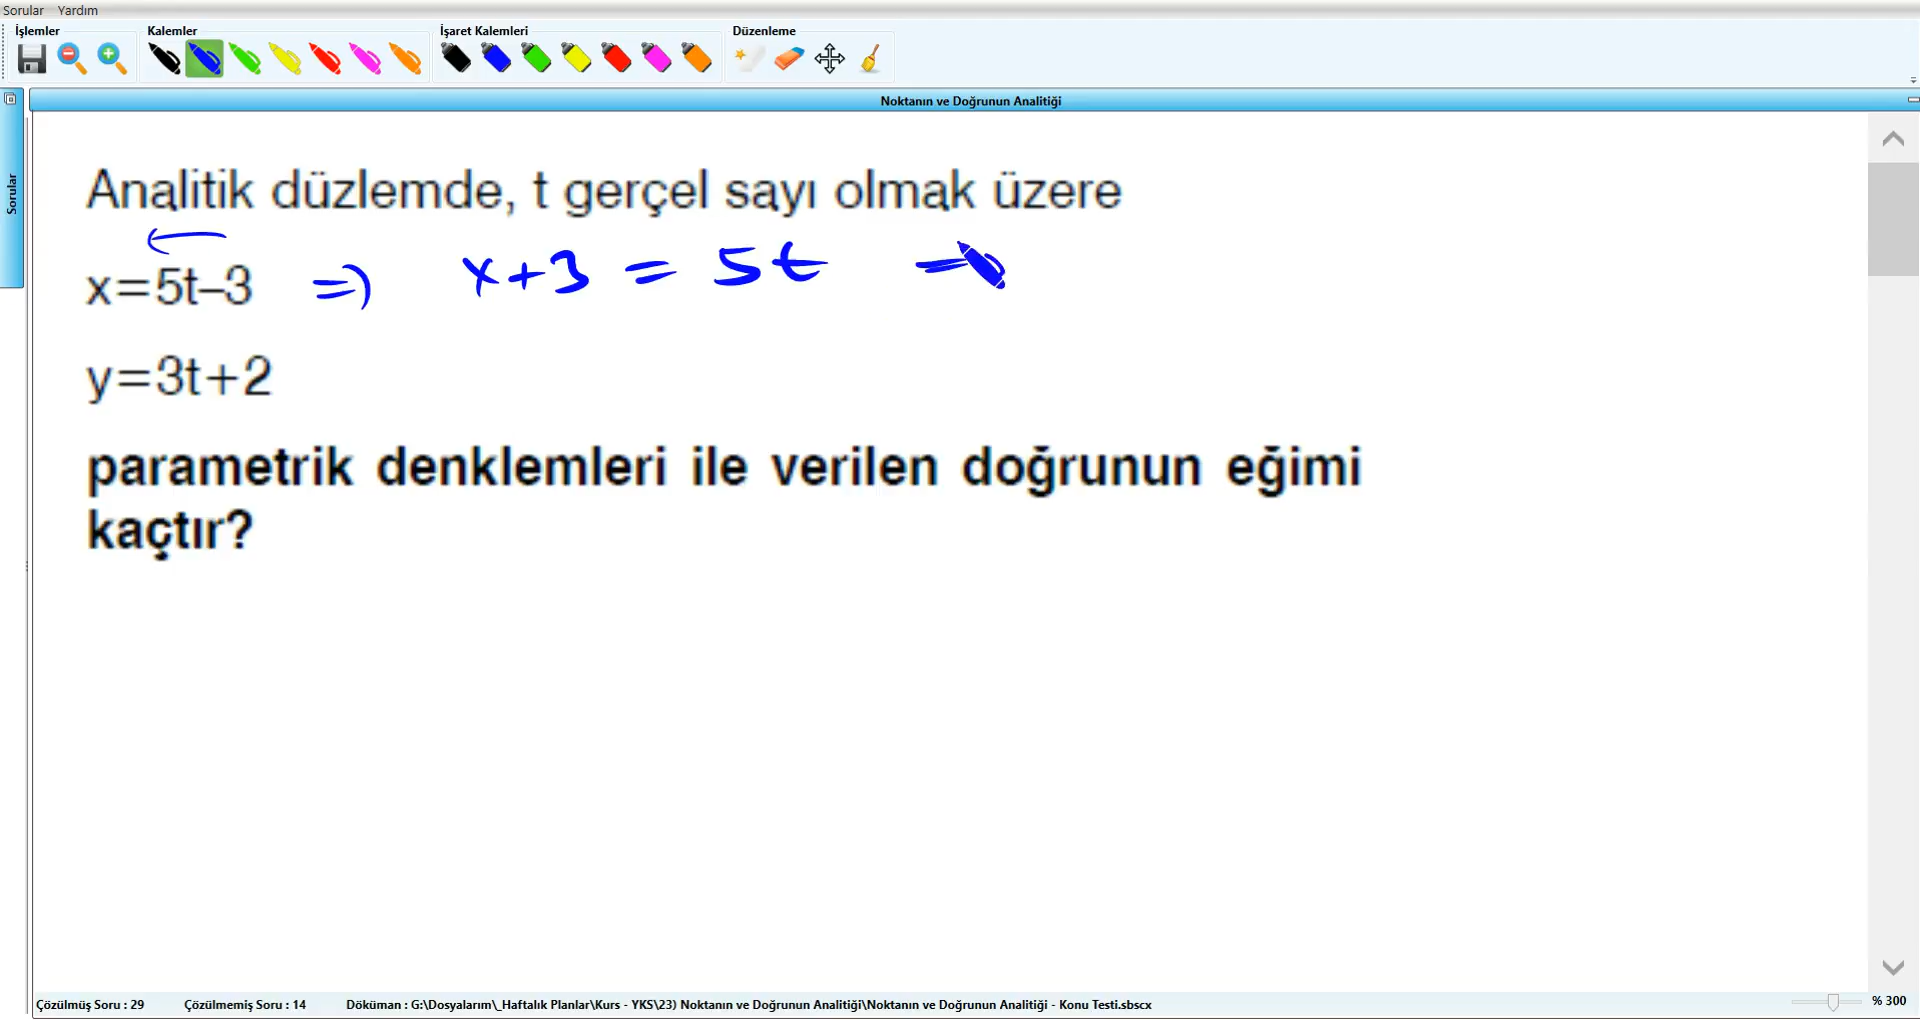 Sorular Yardım
İşlemler Kalemler İşaret Kalemleri Düzenleme
Noktanın ve Doğrunun Analitiği
Sorular
Analitik düzlemde, t gerçel sayı olmak üzere
x=5t–3 => x+3 = 5t =
y=3t+2
parametrik denklemleri ile verilen doğrunun eğimi
kaçtır?
Çözülmüş Soru : 29 Çözülmemiş Soru : 14 Döküman : G:\Dosyalarım\_Haftalık Planlar\Kurs - YKS\23) Noktanın ve Doğrunun Analitiği\Noktanın ve Doğrunun Analitiği - Konu Testi.sbscx % 300